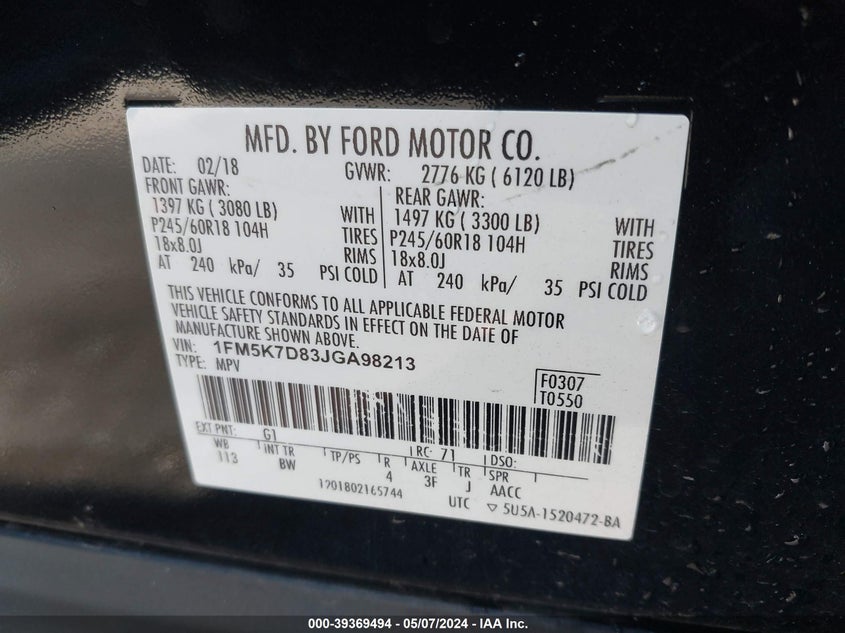 MFD. BY FORD MOTOR CO.
DATE: 02/18 GVWR: 2776 KG ( 6120 LB)
FRONT GAWR: REAR GAWR:
1397 KG ( 3080 LB) WITH 1497 KG ( 3300 LB) WITH
P245/60R18 104H TIRES P245/60R18 104H TIRES
18x8.0J RIMS 18x8.0J RIMS
AT 240 kPa/ 35 PSI COLD AT 240 kPa/ 35 PSI COLD
THIS VEHICLE CONFORMS TO ALL APPLICABLE FEDERAL MOTOR
VEHICLE SAFETY STANDARDS IN EFFECT ON THE DATE OF
MANUFACTURE SHOWN ABOVE.
VIN: 1FM5K7D83JGA98213
TYPE: MPV
F0307
T0550
EXT PNT: G1 RC: 71 DSO:
WB INT TR TP/PS R AXLE TR SPR
113 BW 4 3F J AACC
1201802165744 UTC ▽ 5U5A-1520472-BA
000-39369494 - 05/07/2024 - IAA Inc.